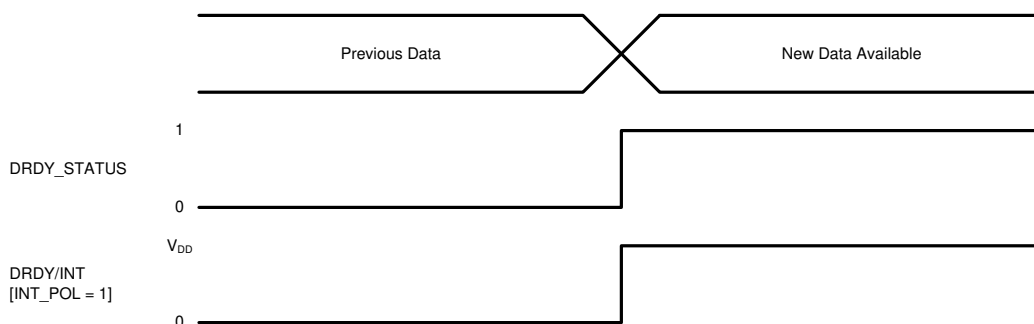 Previous Data
New Data Available
1
DRDY_STATUS
0
VDD
DRDY/INT
[INT_POL = 1]
0